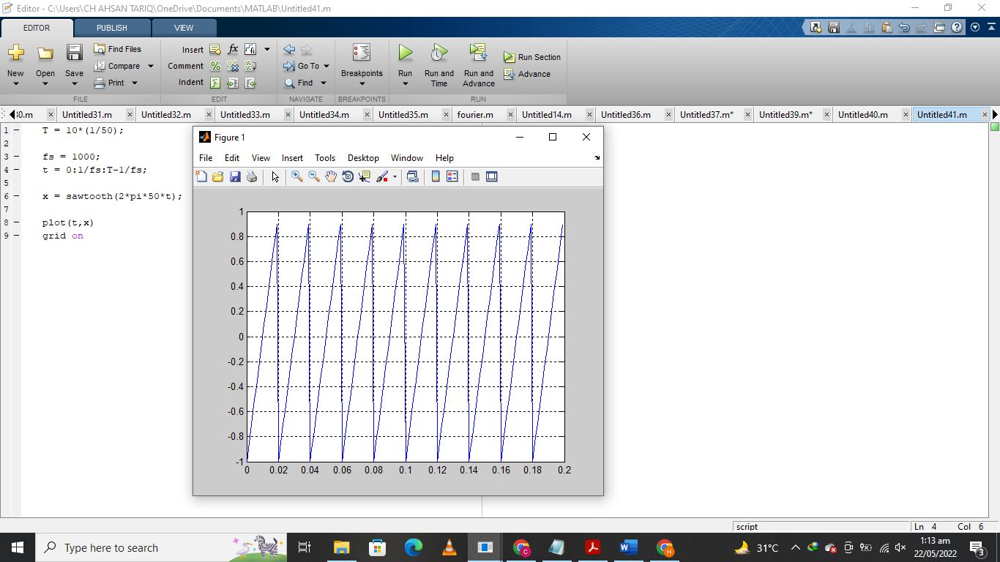 Editor - C:\Users\CH AHSAN TARIQ\OneDrive\Documents\MATLAB\Untitled41.m
EDITOR PUBLISH VIEW
New Open Save Find Files Compare Print
Insert Comment Indent
Go To Find
Breakpoints
Run Run and Time Run and Advance Run Section Advance
FILE EDIT NAVIGATE BREAKPOINTS RUN
30.m Untitled31.m Untitled32.m Untitled33.m Untitled34.m Untitled35.m fourier.m Untitled14.m Untitled36.m Untitled37.m* Untitled39.m* Untitled40.m Untitled41.m
1 T = 10*(1/50);
2
3 fs = 1000;
4 t = 0:1/fs:T-1/fs;
5
6 x = sawtooth(2*pi*50*t);
7
8 plot(t,x)
9 grid on
Figure 1
File Edit View Insert Tools Desktop Window Help
1
0.8
0.6
0.4
0.2
0
-0.2
-0.4
-0.6
-0.8
-1
0 0.02 0.04 0.06 0.08 0.1 0.12 0.14 0.16 0.18 0.2
script Ln 4 Col 6
Type here to search
31°C
1:13 am
22/05/2022
3